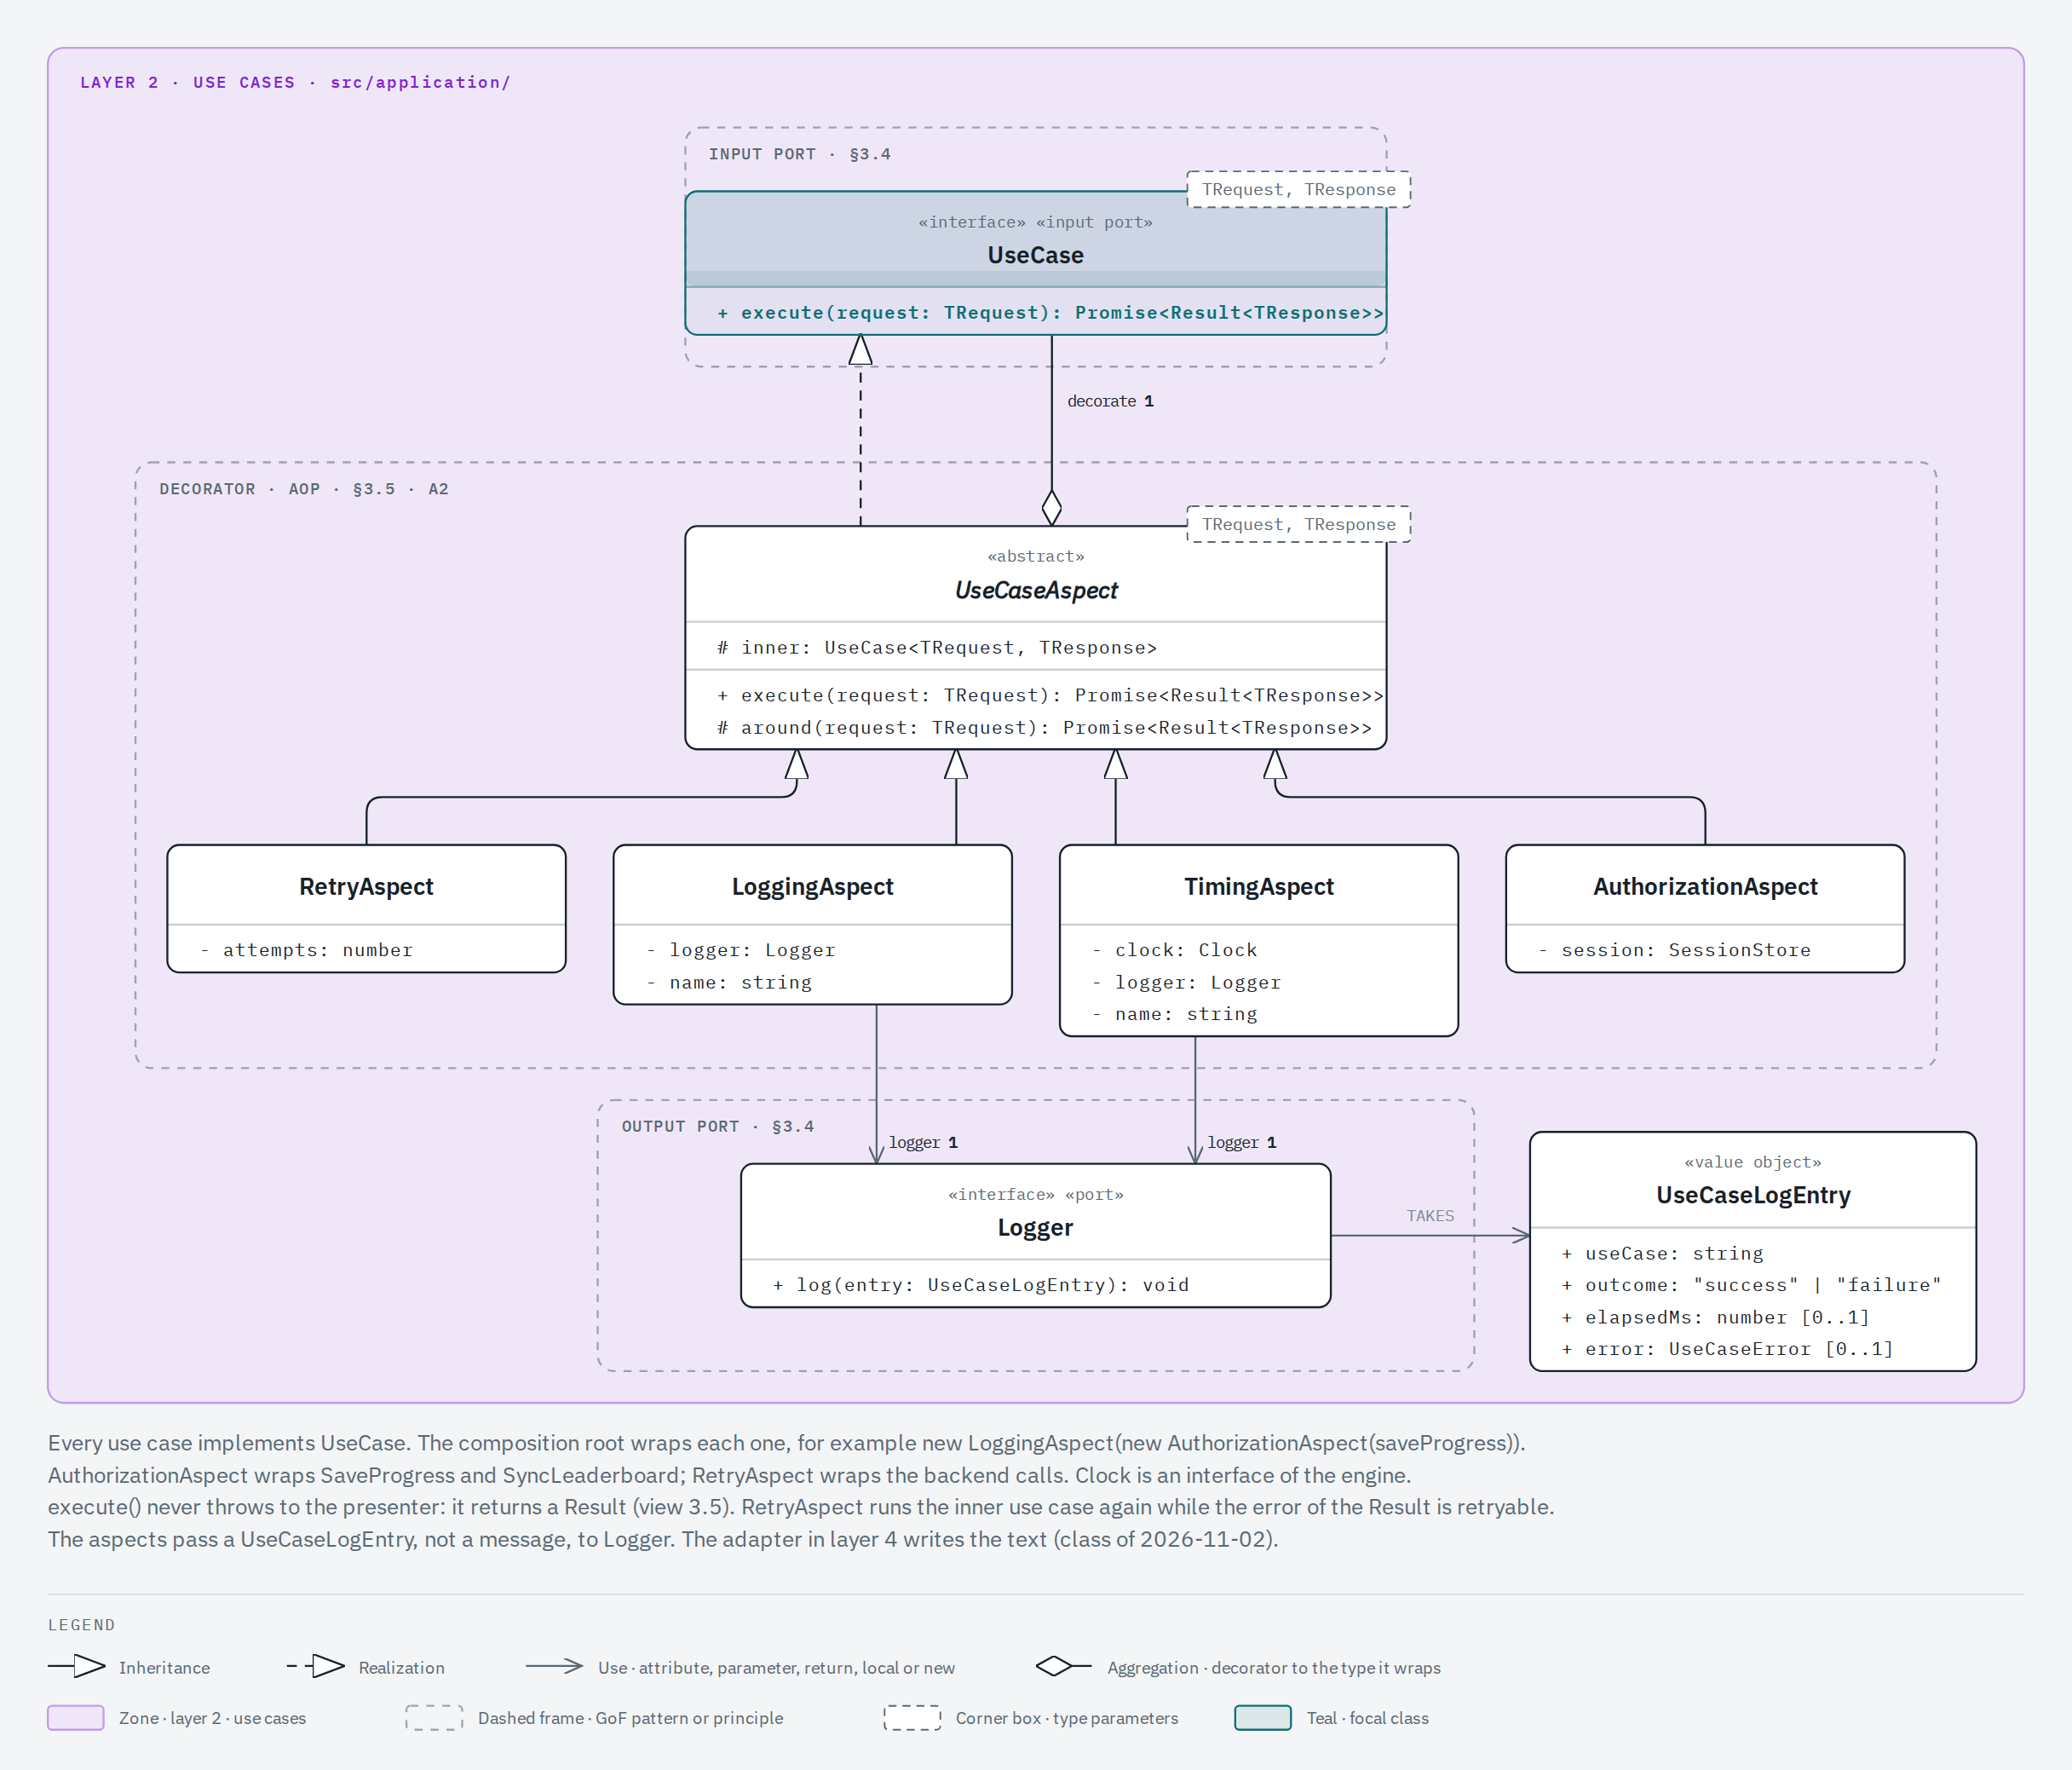 LAYER 2 · USE CASES · src/application/
INPUT PORT · §3.4
TRequest, TResponse
«interface» «input port»
UseCase
+ execute(request: TRequest): Promise<Result<TResponse>>
decorate 1
DECORATOR · AOP · §3.5 · A2
TRequest, TResponse
«abstract»
UseCaseAspect
# inner: UseCase<TRequest, TResponse>
+ execute(request: TRequest): Promise<Result<TResponse>>
# around(request: TRequest): Promise<Result<TResponse>>
RetryAspect
- attempts: number
LoggingAspect
- logger: Logger
- name: string
TimingAspect
- clock: Clock
- logger: Logger
- name: string
AuthorizationAspect
- session: SessionStore
OUTPUT PORT · §3.4
logger 1
logger 1
«interface» «port»
Logger
+ log(entry: UseCaseLogEntry): void
TAKES
«value object»
UseCaseLogEntry
+ useCase: string
+ outcome: "success" | "failure"
+ elapsedMs: number [0..1]
+ error: UseCaseError [0..1]
Every use case implements UseCase. The composition root wraps each one, for example new LoggingAspect(new AuthorizationAspect(saveProgress)).
AuthorizationAspect wraps SaveProgress and SyncLeaderboard; RetryAspect wraps the backend calls. Clock is an interface of the engine.
execute() never throws to the presenter: it returns a Result (view 3.5). RetryAspect runs the inner use case again while the error of the Result is retryable.
The aspects pass a UseCaseLogEntry, not a message, to Logger. The adapter in layer 4 writes the text (class of 2026-11-02).
LEGEND
Inheritance
Realization
Use · attribute, parameter, return, local or new
Aggregation · decorator to the type it wraps
Zone · layer 2 · use cases
Dashed frame · GoF pattern or principle
Corner box · type parameters
Teal · focal class